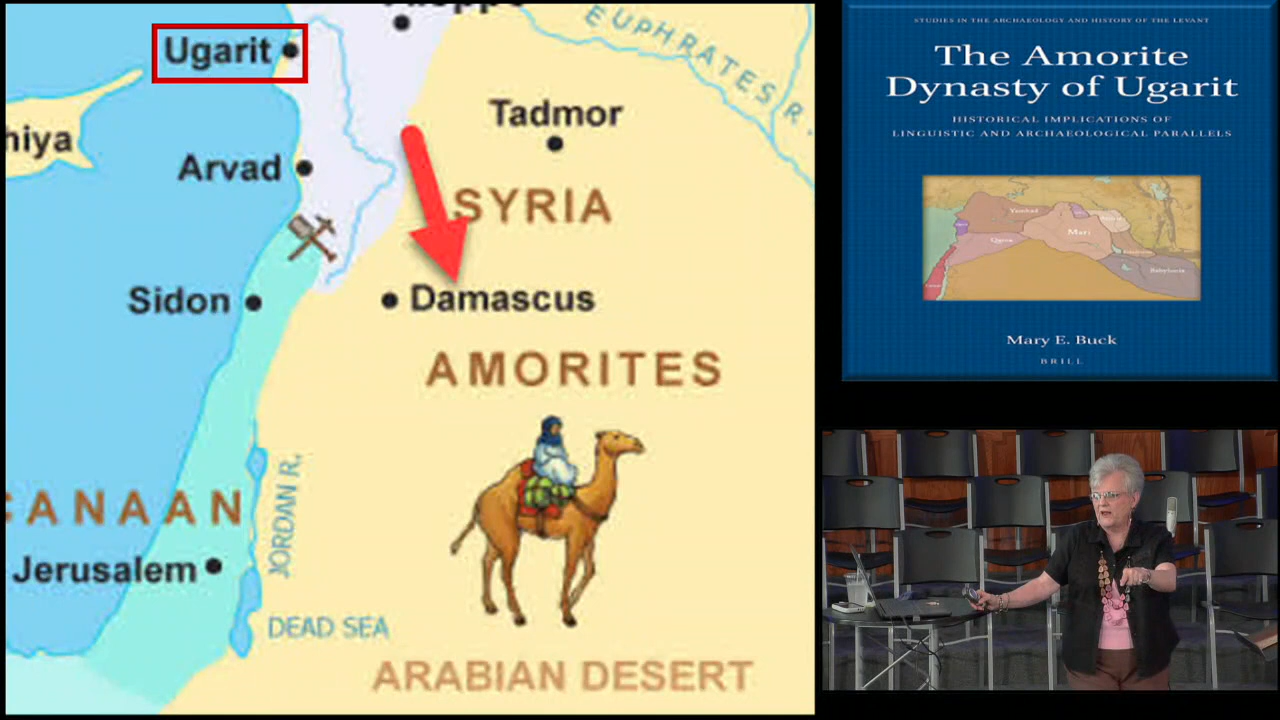 Aleppo
Ugarit
EUPHRATES R.
Tadmor
hiya
Arvad
SYRIA
Sidon
Damascus
AMORITES
CANAAN
JORDAN R.
Jerusalem
DEAD SEA
ARABIAN DESERT
STUDIES IN THE ARCHAEOLOGY AND HISTORY OF THE LEVANT
The Amorite
Dynasty of Ugarit
HISTORICAL IMPLICATIONS OF
LINGUISTIC AND ARCHAEOLOGICAL PARALLELS
Yamhad
Mari
Qatna
Babylonia
Mary E. Buck
BRILL